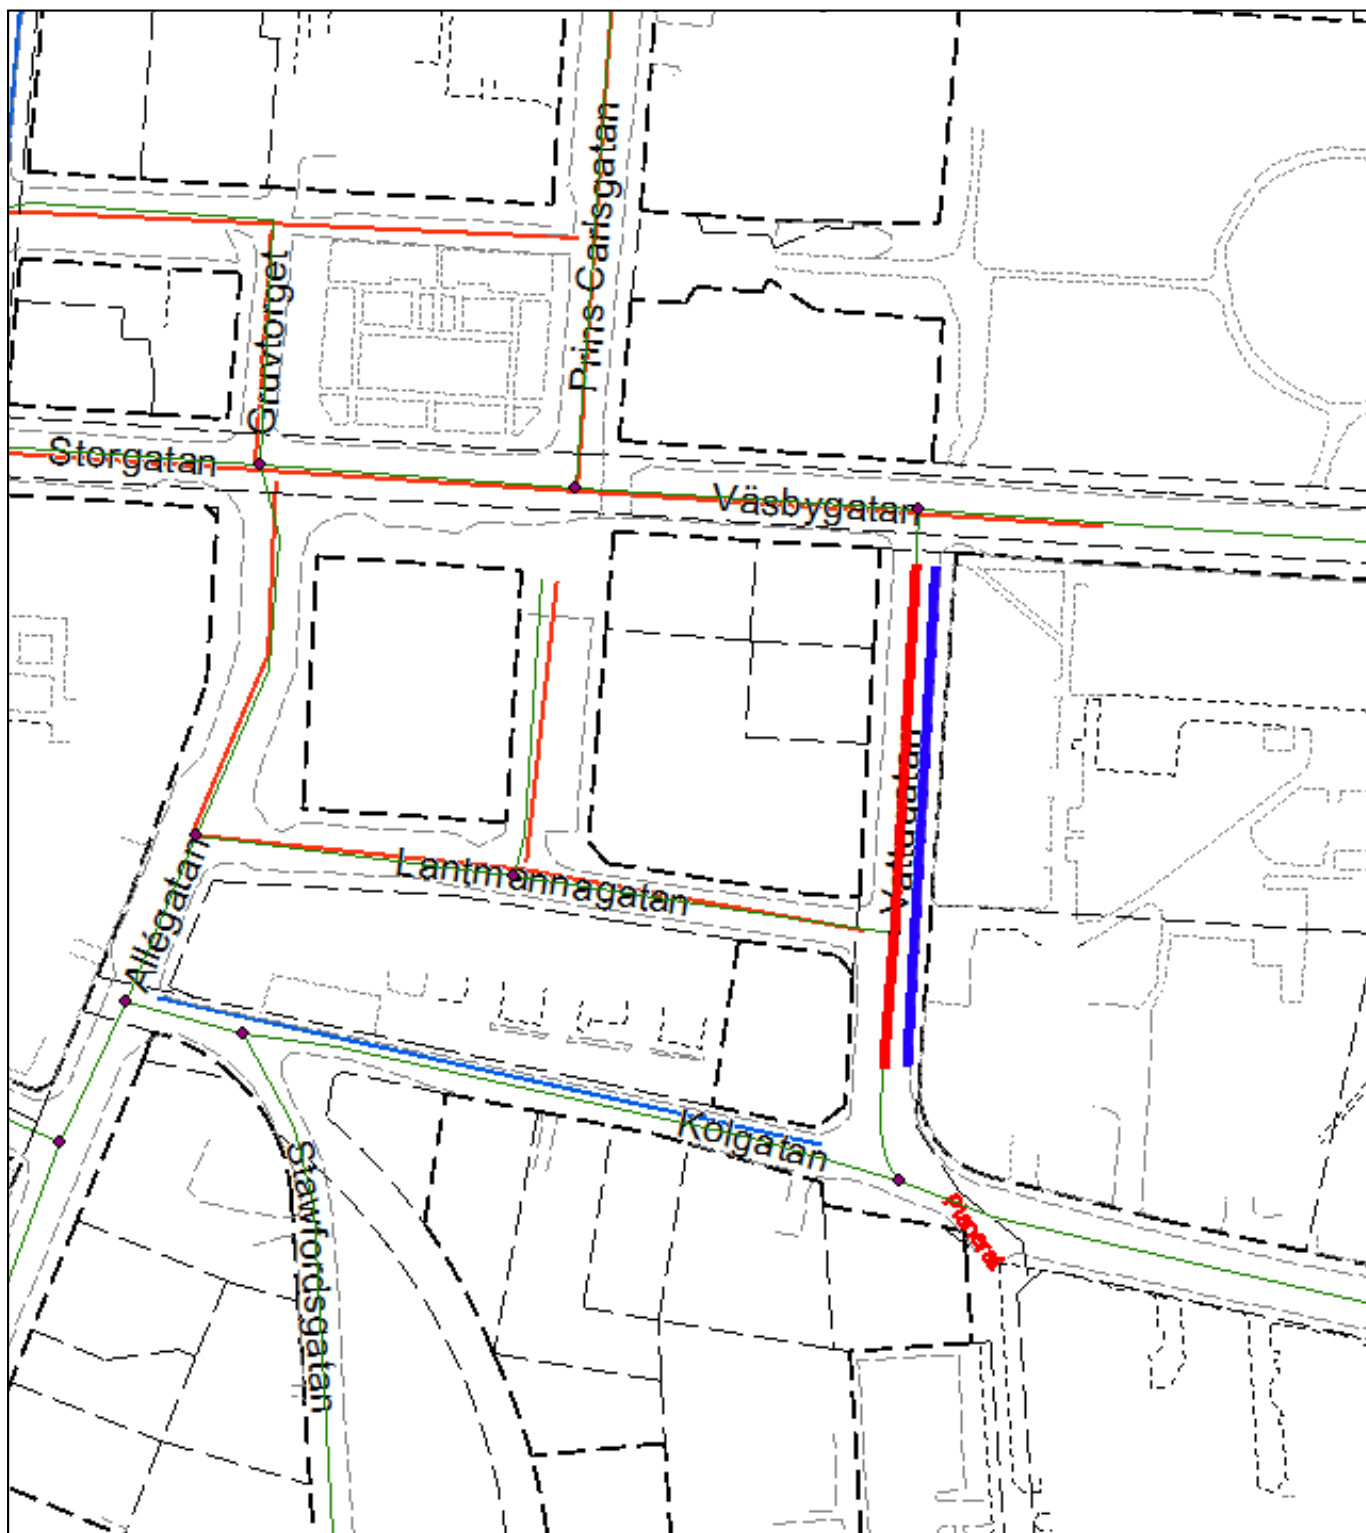 Prins Carlsgatan
Gruvtorget
Storgatan
Väsbygatan
Lantmannagatan
Allégatan
Kolgatan
Stawfordsgatan